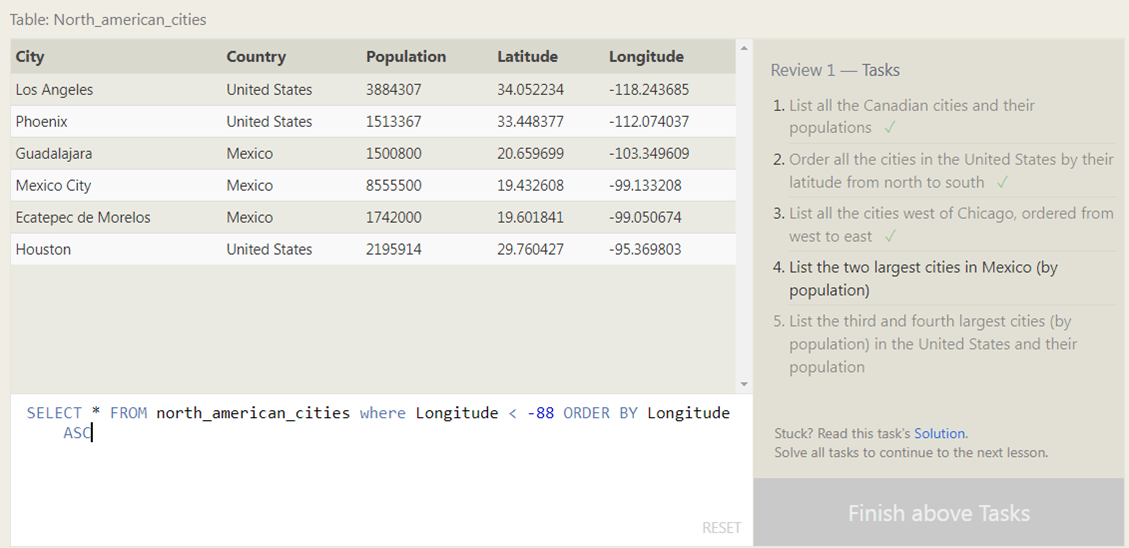 Table: North_american_cities
City Country Population Latitude Longitude
Los Angeles United States 3884307 34.052234 -118.243685
Phoenix United States 1513367 33.448377 -112.074037
Guadalajara Mexico 1500800 20.659699 -103.349609
Mexico City Mexico 8555500 19.432608 -99.133208
Ecatepec de Morelos Mexico 1742000 19.601841 -99.050674
Houston United States 2195914 29.760427 -95.369803
SELECT * FROM north_american_cities where Longitude < -88 ORDER BY Longitude
ASC
RESET
Review 1 — Tasks
1. List all the Canadian cities and their
populations ✓
2. Order all the cities in the United States by their
latitude from north to south ✓
3. List all the cities west of Chicago, ordered from
west to east ✓
4. List the two largest cities in Mexico (by
population)
5. List the third and fourth largest cities (by
population) in the United States and their
population
Stuck? Read this task's Solution.
Solve all tasks to continue to the next lesson.
Finish above Tasks